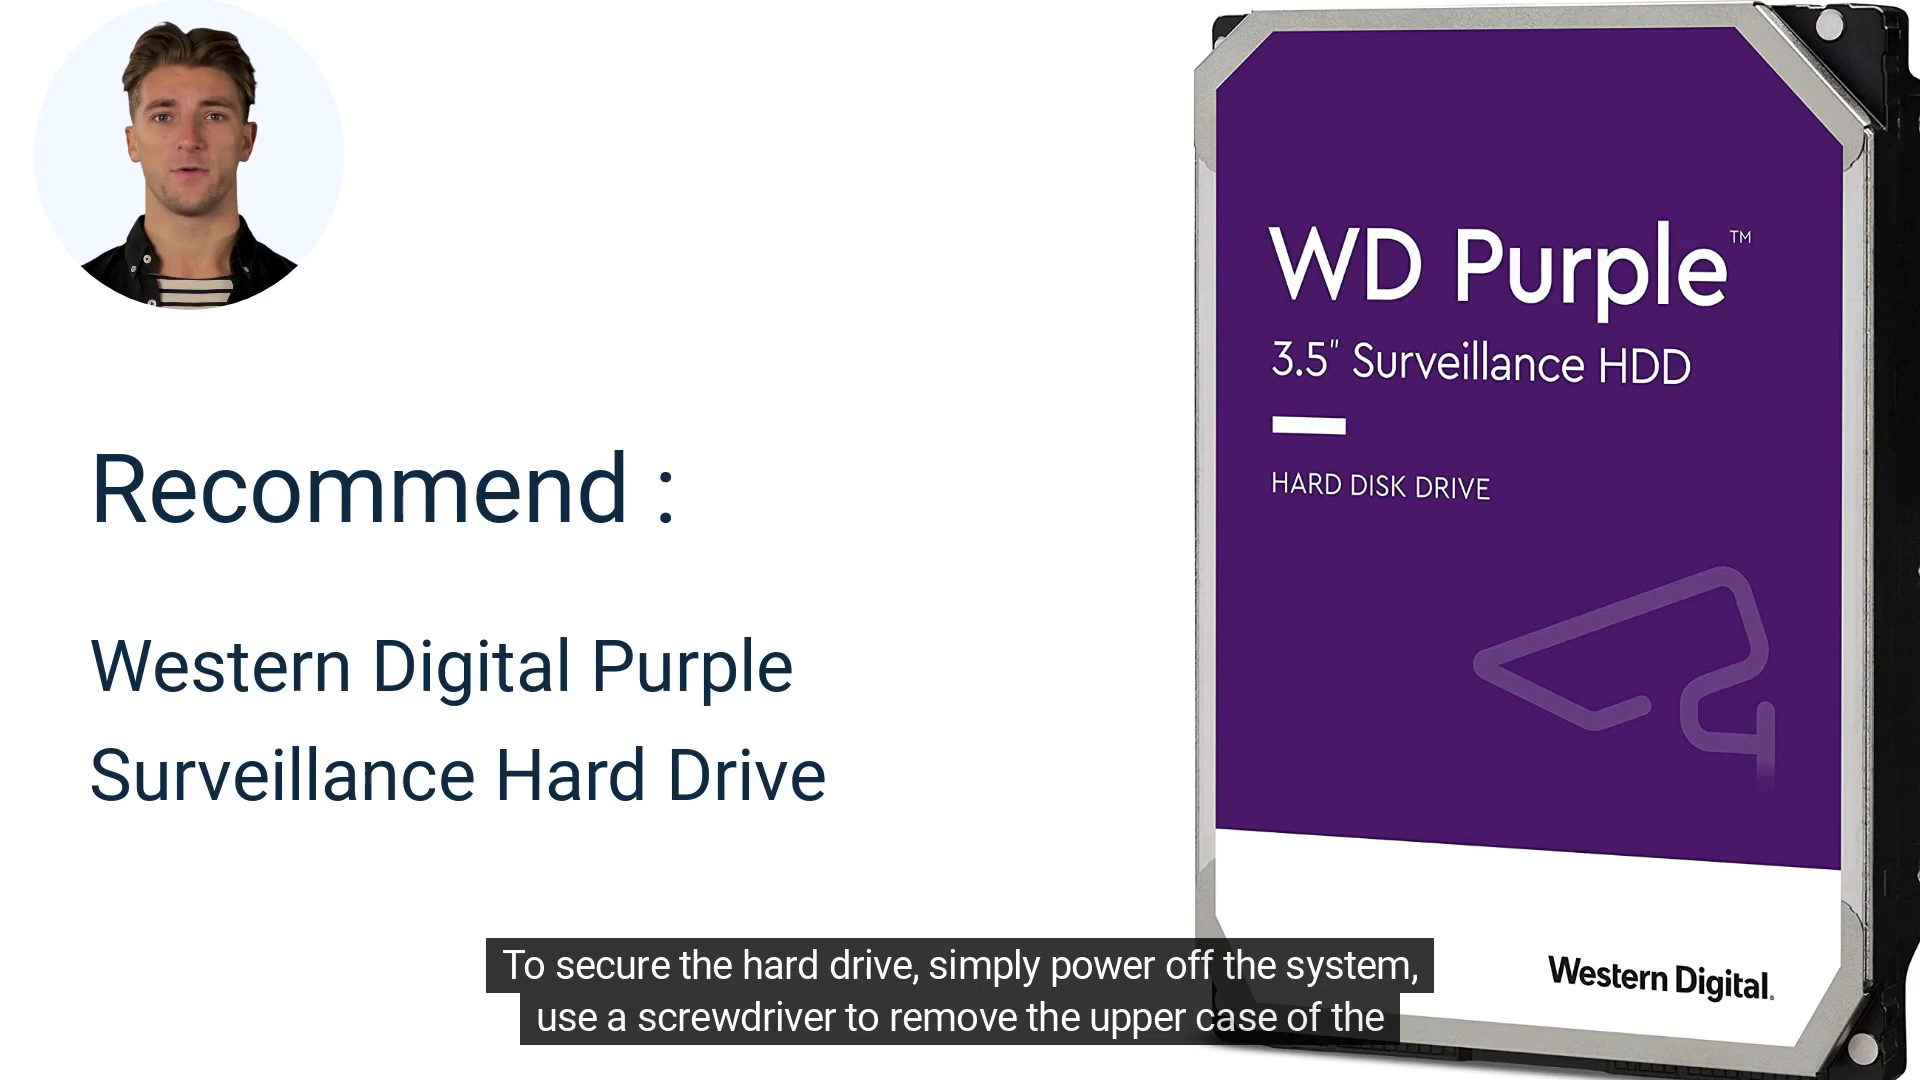 Recommend :
Western Digital Purple
Surveillance Hard Drive
WD Purple™
3.5" Surveillance HDD
HARD DISK DRIVE
Western Digital.
To secure the hard drive, simply power off the system,
use a screwdriver to remove the upper case of the